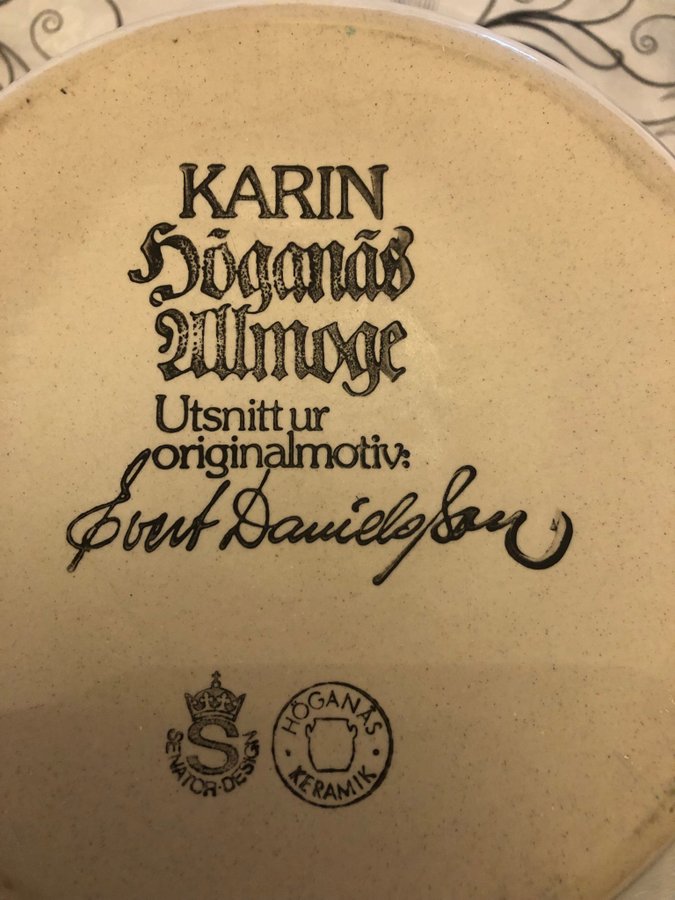 KARIN
Höganäs
Allmoge
Utsnitt ur
originalmotiv:
Evert Danielsson
S
SENATOR-DESIGN
HÖGANÄS
KERAMIK